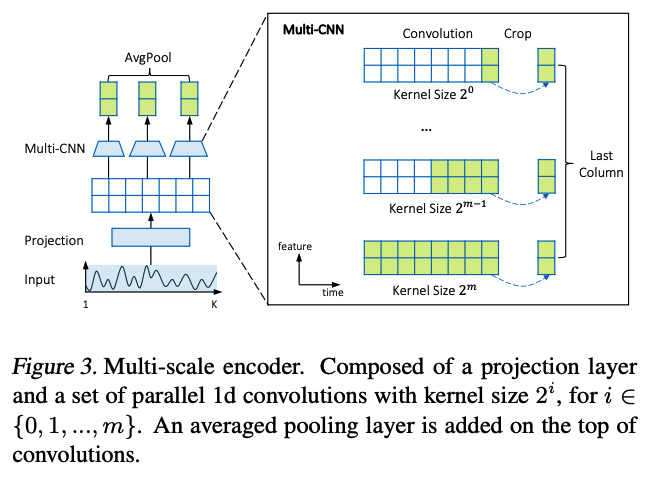 AvgPool
Multi-CNN
Projection
Input
1
K
Multi-CNN
Convolution
Crop
Kernel Size 2^0
...
Kernel Size 2^{m-1}
Last
Column
feature
time
Kernel Size 2^m
Figure 3. Multi-scale encoder. Composed of a projection layer
and a set of parallel 1d convolutions with kernel size 2^i, for i ∈
{0, 1, ..., m}. An averaged pooling layer is added on the top of
convolutions.